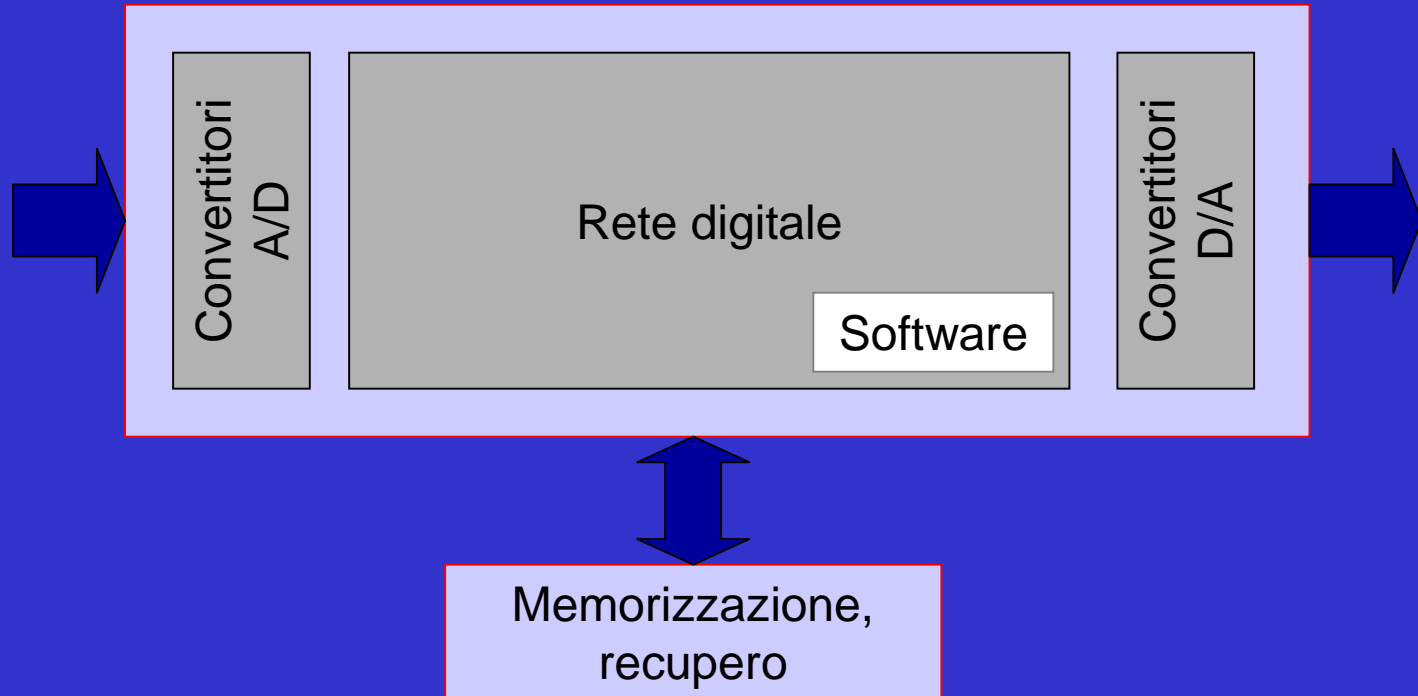 Convertitori
A/D
Rete digitale
Software
Convertitori
D/A
Memorizzazione,
recupero